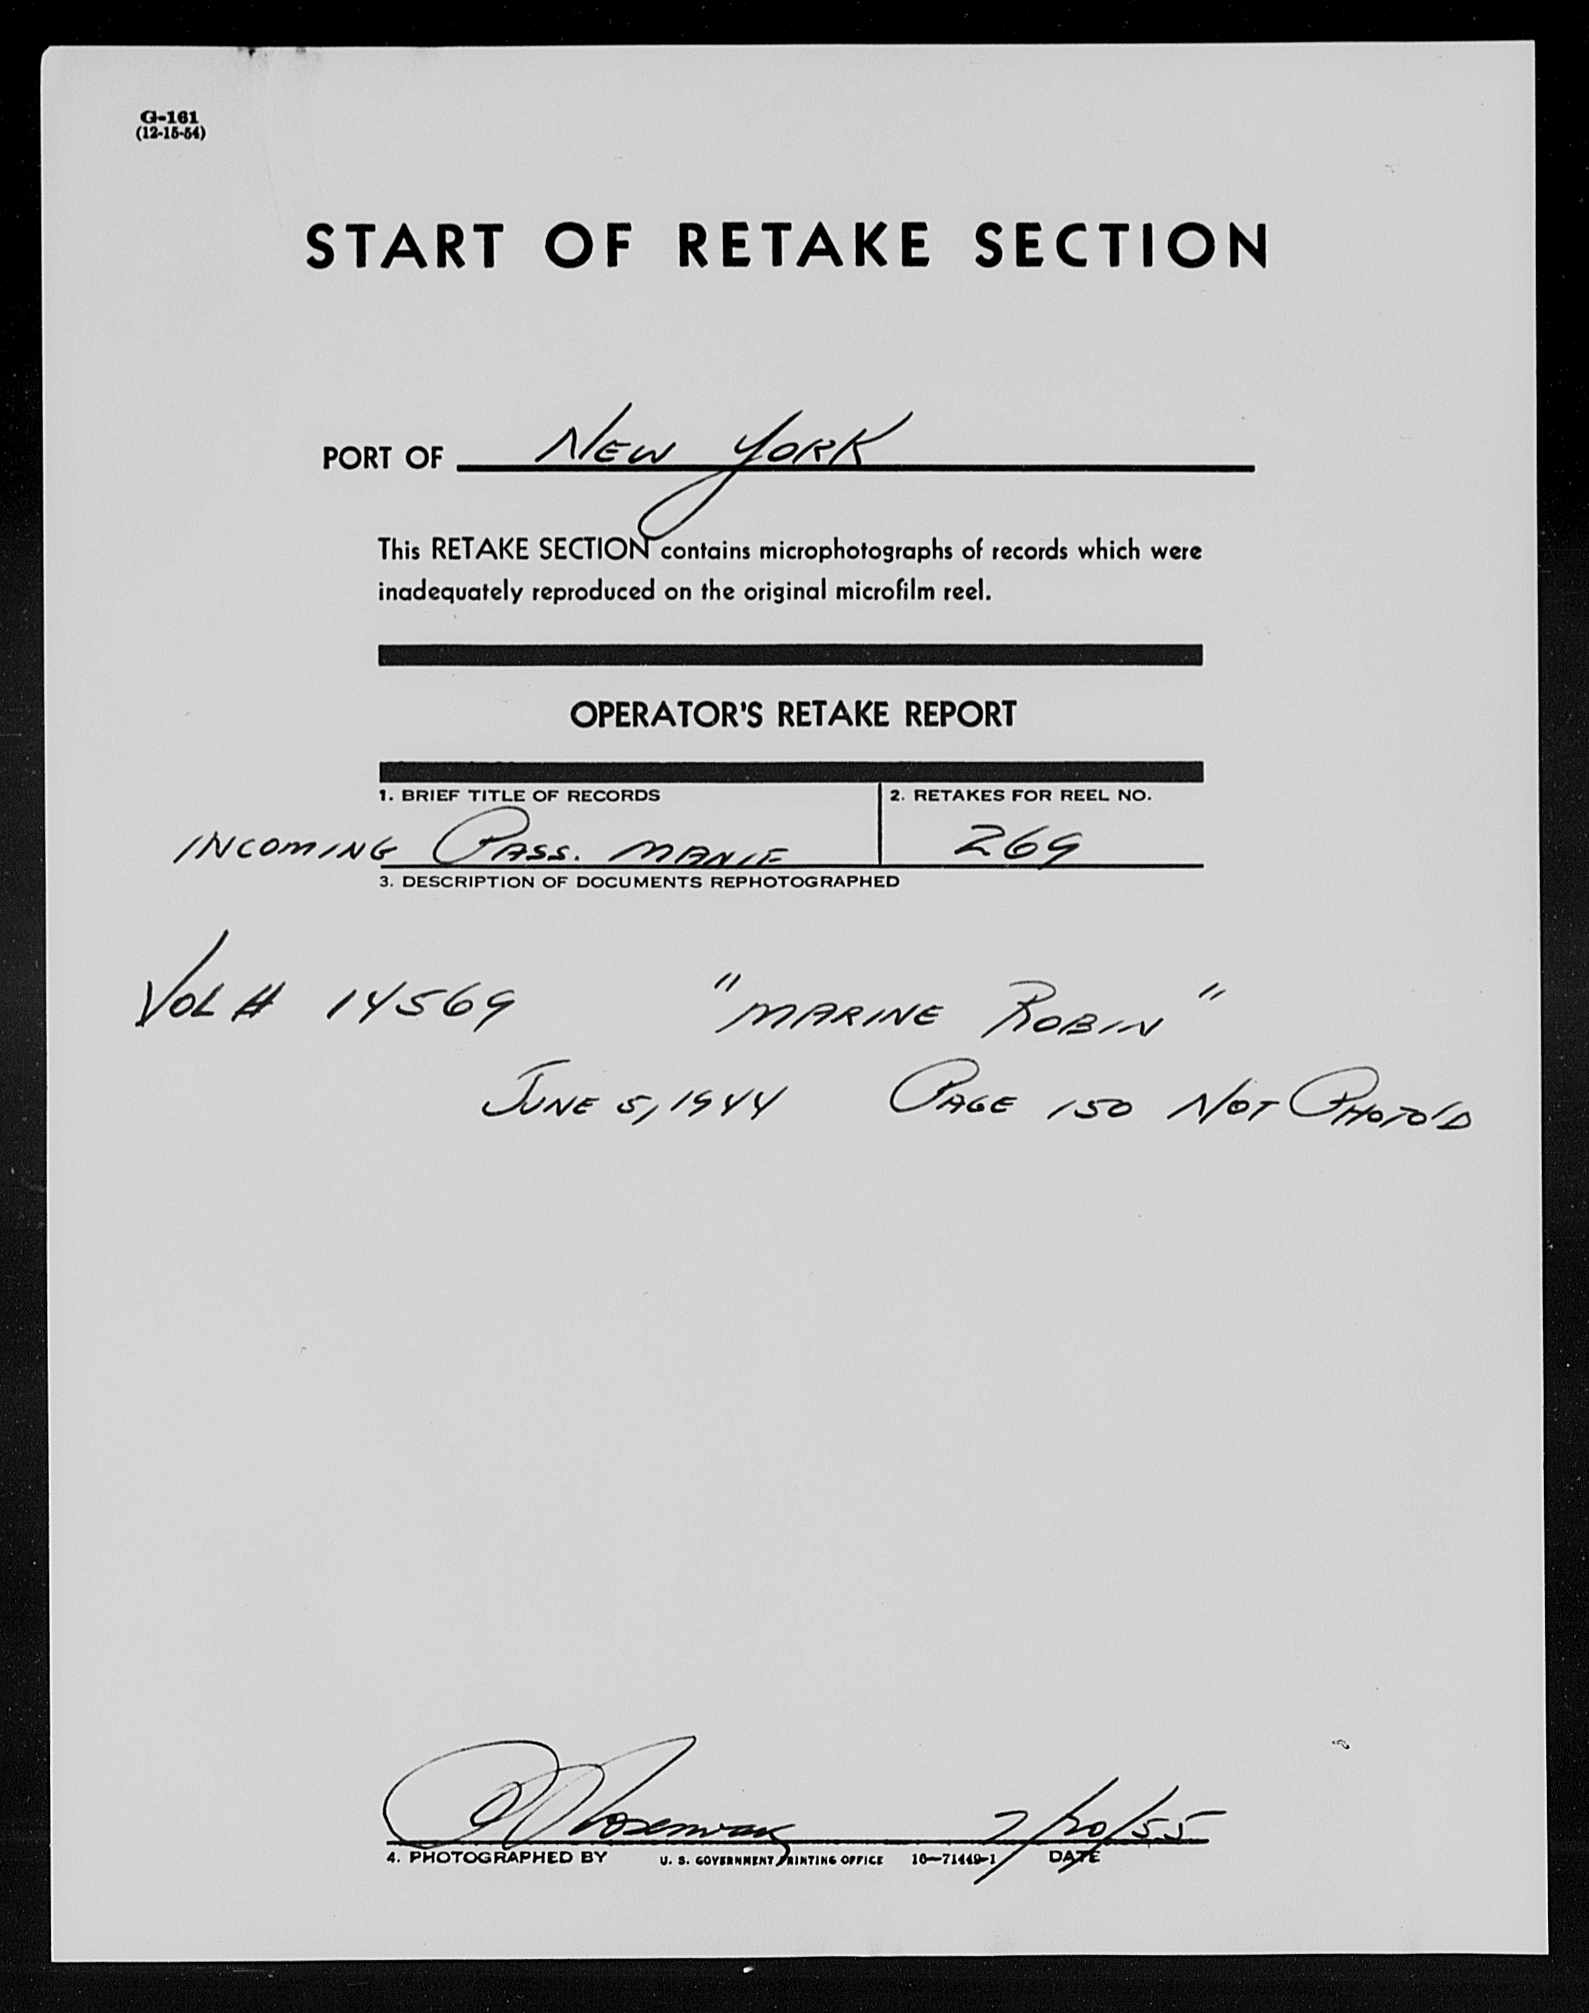 G-161
(12-15-54)
START OF RETAKE SECTION
PORT OF NEW YORK
This RETAKE SECTION contains microphotographs of records which were
inadequately reproduced on the original microfilm reel.
OPERATOR'S RETAKE REPORT
1. BRIEF TITLE OF RECORDS 2. RETAKES FOR REEL NO.
INCOMING PASS. MANIF 269
3. DESCRIPTION OF DOCUMENTS REPHOTOGRAPHED
VOL # 14569 "MARINE ROBIN"
JUNE 5, 1944 PAGE 150 NOT PHOTO'D
7/20/55
4. PHOTOGRAPHED BY U. S. GOVERNMENT PRINTING OFFICE 16—71449-1 DATE